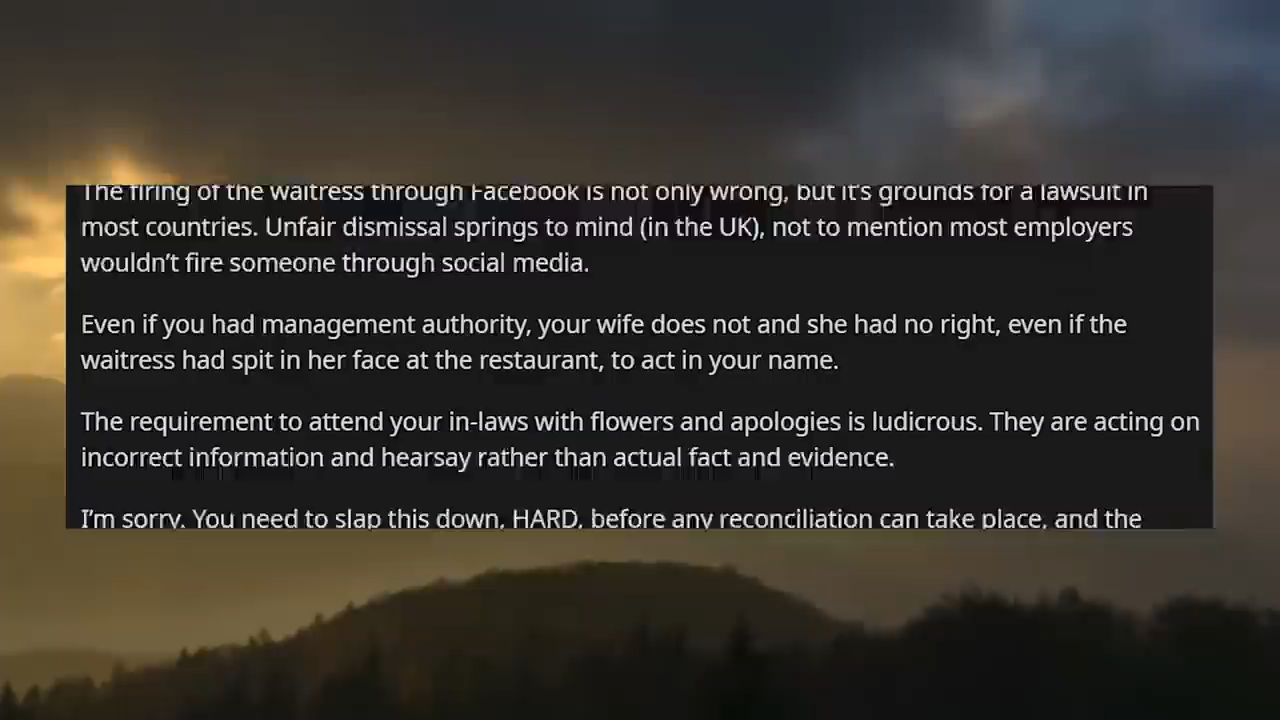 The firing of the waitress through Facebook is not only wrong, but it's grounds for a lawsuit in
most countries. Unfair dismissal springs to mind (in the UK), not to mention most employers
wouldn't fire someone through social media.
Even if you had management authority, your wife does not and she had no right, even if the
waitress had spit in her face at the restaurant, to act in your name.
The requirement to attend your in-laws with flowers and apologies is ludicrous. They are acting on
incorrect information and hearsay rather than actual fact and evidence.
I'm sorry. You need to slap this down, HARD, before any reconciliation can take place, and the